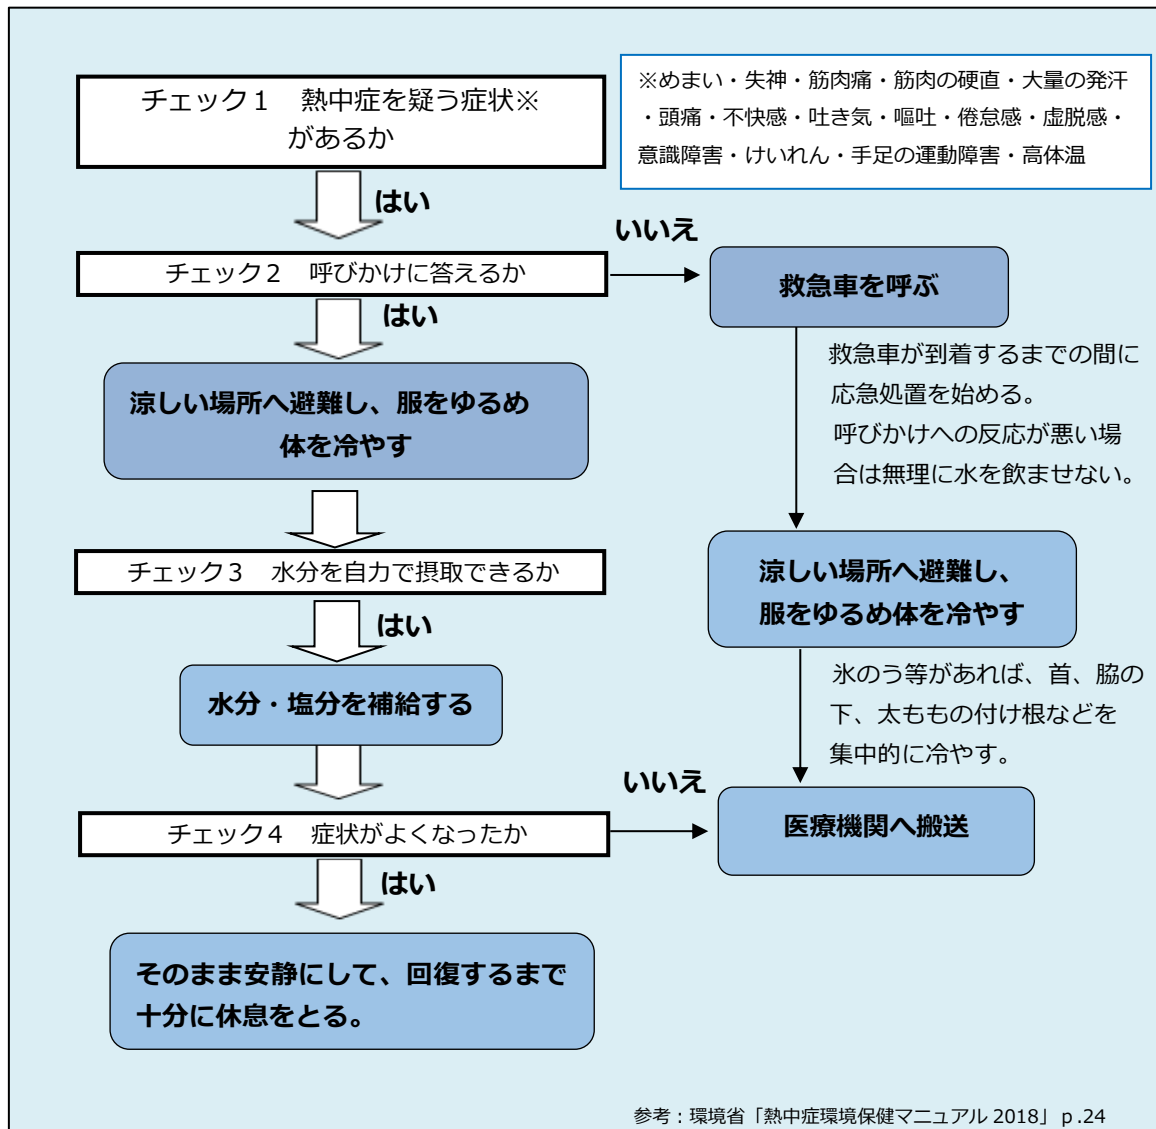 チェック１　熱中症を疑う症状※
があるか
※めまい・失神・筋肉痛・筋肉の硬直・大量の発汗
・頭痛・不快感・吐き気・嘔吐・倦怠感・虚脱感・
意識障害・けいれん・手足の運動障害・高体温
はい
チェック２　呼びかけに答えるか
いいえ
救急車を呼ぶ
はい
救急車が到着するまでの間に
応急処置を始める。
呼びかけへの反応が悪い場
合は無理に水を飲ませない。
涼しい場所へ避難し、服をゆるめ
体を冷やす
チェック３　水分を自力で摂取できるか
涼しい場所へ避難し、
服をゆるめ体を冷やす
はい
氷のう等があれば、首、脇の
下、太ももの付け根などを
集中的に冷やす。
水分・塩分を補給する
チェック４　症状がよくなったか
いいえ
医療機関へ搬送
はい
そのまま安静にして、回復するまで
十分に休息をとる。
参考：環境省「熱中症環境保健マニュアル 2018」ｐ.24